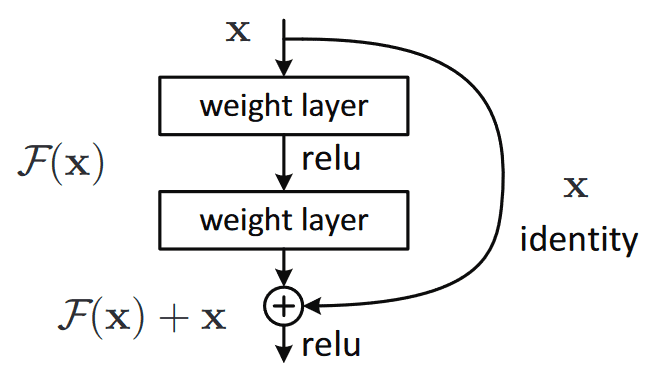 x
weight layer
relu
F(x)
weight layer
x
identity
F(x) + x
+
relu